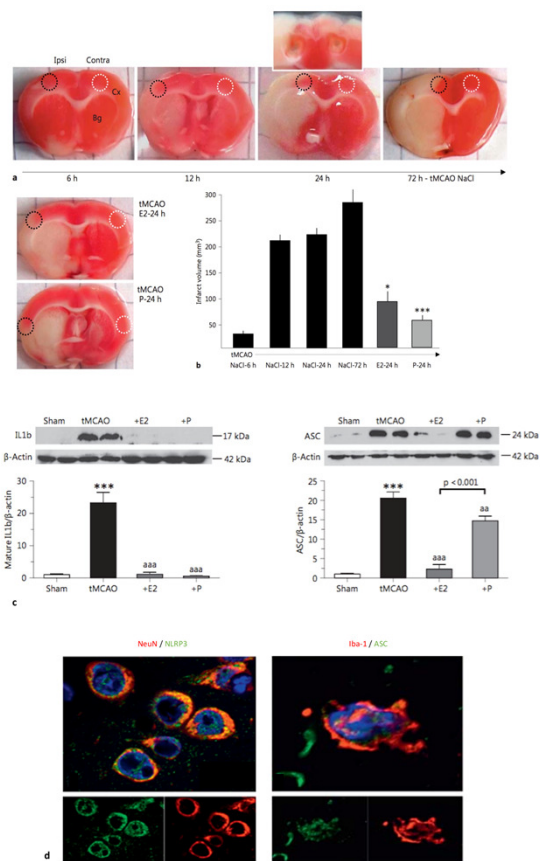 Ipsi Contra
Cx
Bg
a
6 h 12 h 24 h 72 h - tMCAO NaCl
tMCAO
E2-24 h
tMCAO
P-24 h
Infarct volume (mm³)
300
250
200
150
100
50
*
***
tMCAO
NaCl-6 h NaCl-12 h NaCl-24 h NaCl-72 h E2-24 h P-24 h
b
Sham tMCAO +E2 +P
IL1b 17 kDa
β-Actin 42 kDa
Mature IL1b/β-actin
30
20
10
0
***
aaa
aaa
Sham tMCAO +E2 +P
Sham tMCAO +E2 +P
ASC 24 kDa
β-Actin 42 kDa
ASC/β-actin
25
20
15
10
5
0
***
p < 0.001
aaa
aa
Sham tMCAO +E2 +P
c
NeuN / NLRP3
Iba-1 / ASC
d